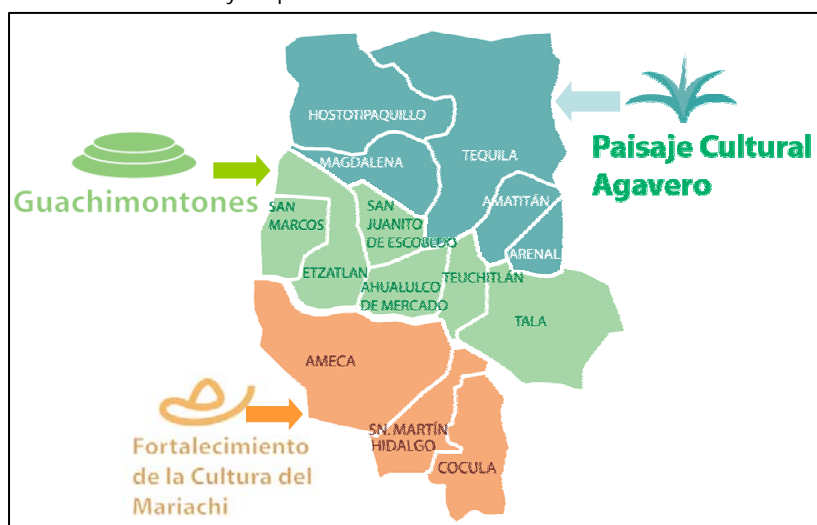 HOSTOTIPAQUILLO
MAGDALENA
TEQUILA
Paisaje Cultural
Agavero
AMATITÁN
ARENAL
Guachimontones
SAN
MARCOS
SAN
JUANITO
DE ESCOBEDO
ETZATLAN
AHUALULCO
DE MERCADO
TEUCHITLÁN
TALA
AMECA
SN. MARTÍN
HIDALGO
COCULA
Fortalecimiento
de la Cultura del
Mariachi